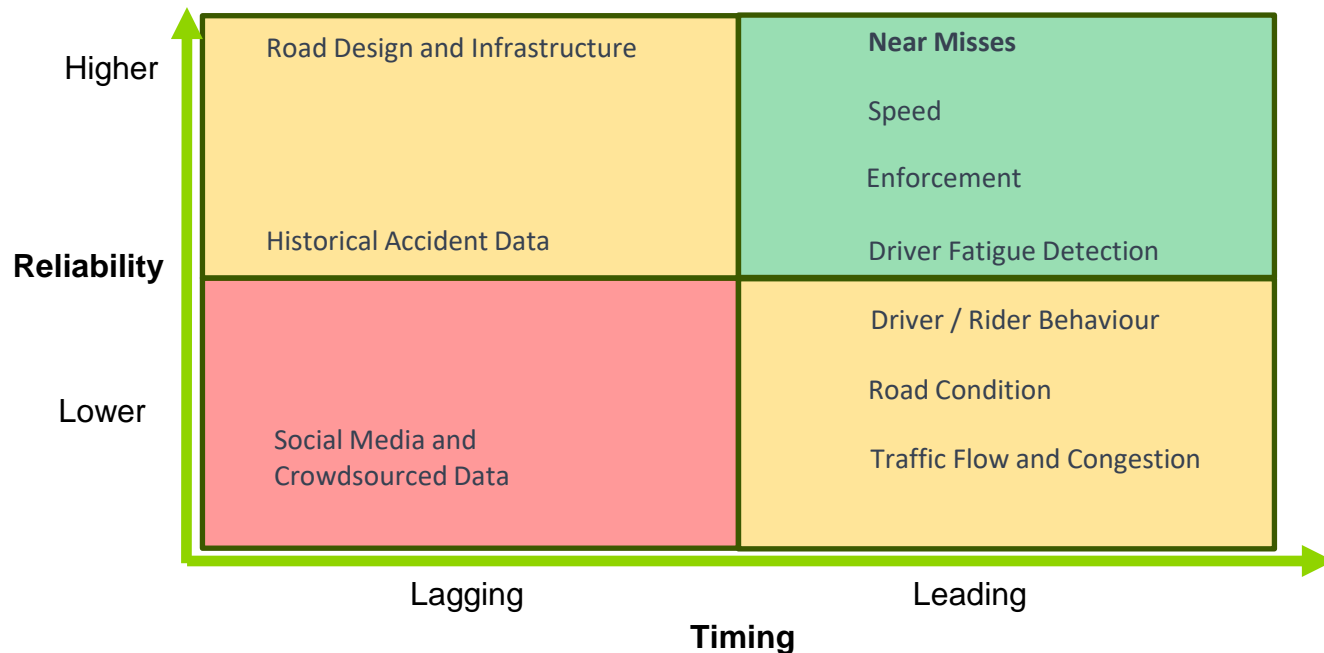 Higher
Road Design and Infrastructure
Near Misses
Speed
Enforcement
Historical Accident Data
Driver Fatigue Detection
Reliability
Driver / Rider Behaviour
Road Condition
Lower
Social Media and
Crowdsourced Data
Traffic Flow and Congestion
Lagging
Leading
Timing